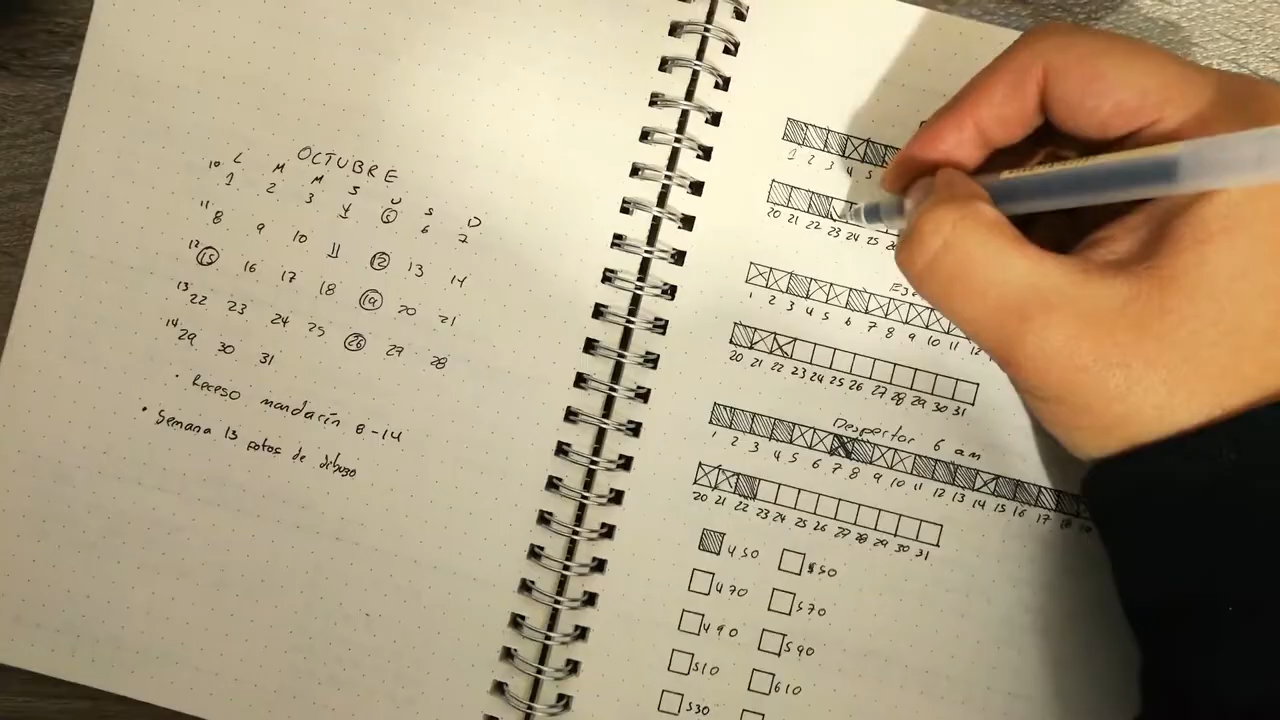 OCTUBRE
L M M S U S D
10 1 2 3 4 5 6 7
11 8 9 10 11 12 13 14
12 15 16 17 18 19 20 21
13 22 23 24 25 26 29 28
14 29 30 31
• Receso mandarín 8-14
• Semana 13 fotos de dibujo
1 2 3 4 5
20 21 22 23 24 25
1 2 3 4 5 6 7 8 9 10 11 12
20 21 22 23 24 25 26 27 28 29 30 31
Despertar 6 am
1 2 3 4 5 6 7 8 9 10 11 12 13 14 15 16 17 18 19
20 21 22 23 24 25 26 27 28 29 30 31
450 550
470 570
490 590
510 610
530